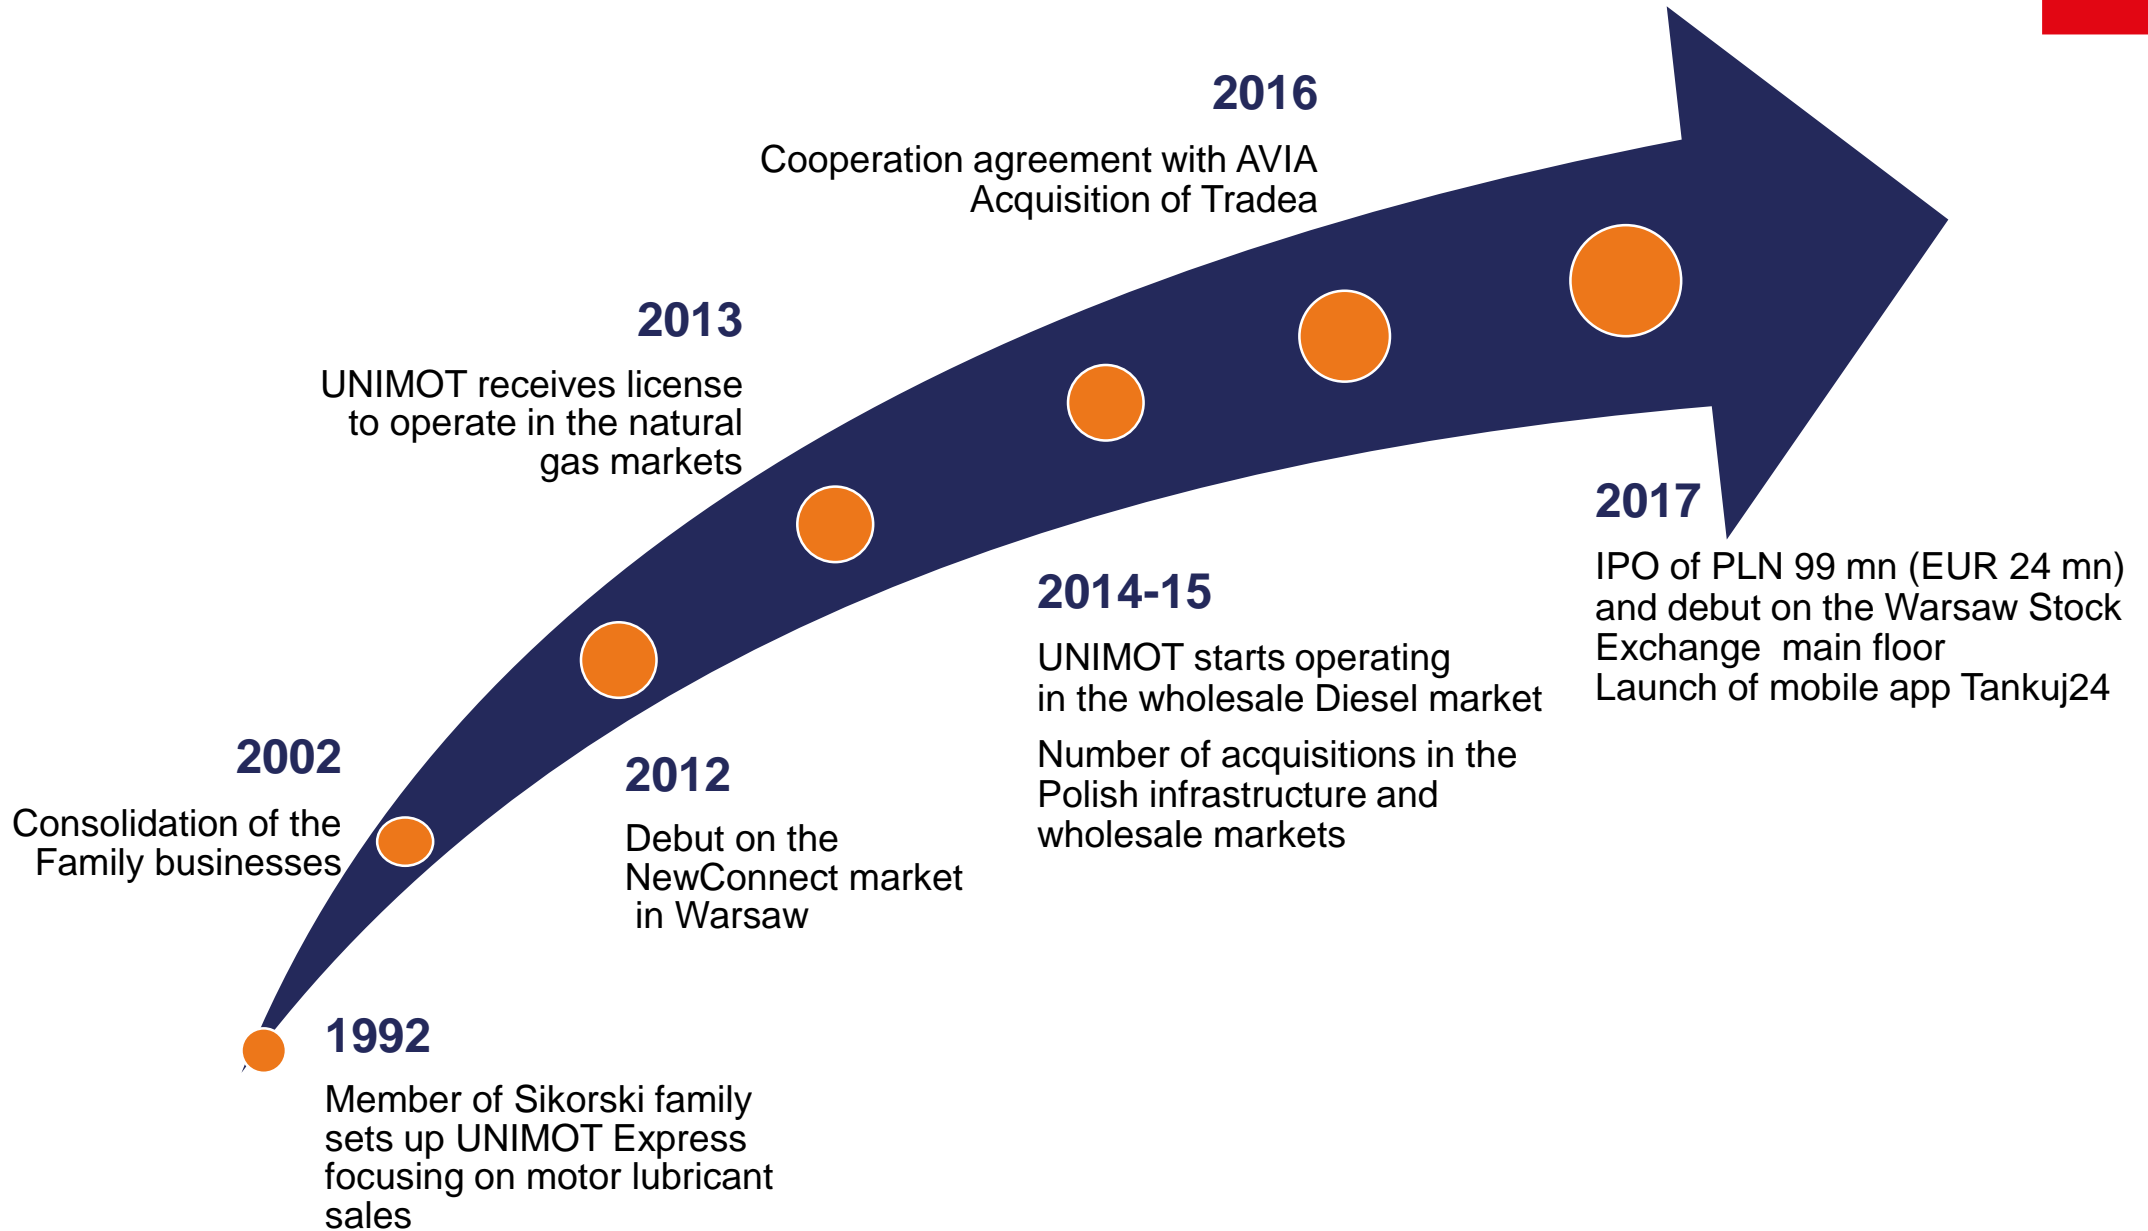 2016
Cooperation agreement with AVIA
Acquisition of Tradea
2013
UNIMOT receives license
to operate in the natural
gas markets
2017
IPO of PLN 99 mn (EUR 24 mn)
and debut on the Warsaw Stock
Exchange  main floor
Launch of mobile app Tankuj24
2014-15
UNIMOT starts operating
in the wholesale Diesel market
Number of acquisitions in the
Polish infrastructure and
wholesale markets
2002
Consolidation of the
Family businesses
2012
Debut on the
NewConnect market
in Warsaw
1992
Member of Sikorski family
sets up UNIMOT Express
focusing on motor lubricant
sales